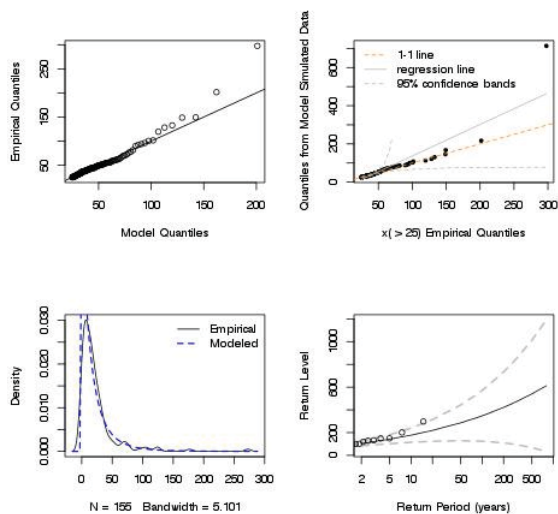 Empirical Quantiles
50 150 250
50 100 150 200
Model Quantiles
Quantiles from Model Simulated Data
0 200 400 600
1-1 line
regression line
95% confidence bands
0 50 100 150 200 250 300
x( > 25) Empirical Quantiles
Density
0.000 0.010 0.020 0.030
Empirical
Modeled
0 50 100 150 200 250 300
N = 155 Bandwidth = 5.101
Return Level
0 200 600 1000
2 5 10 50 100 200 500
Return Period (years)